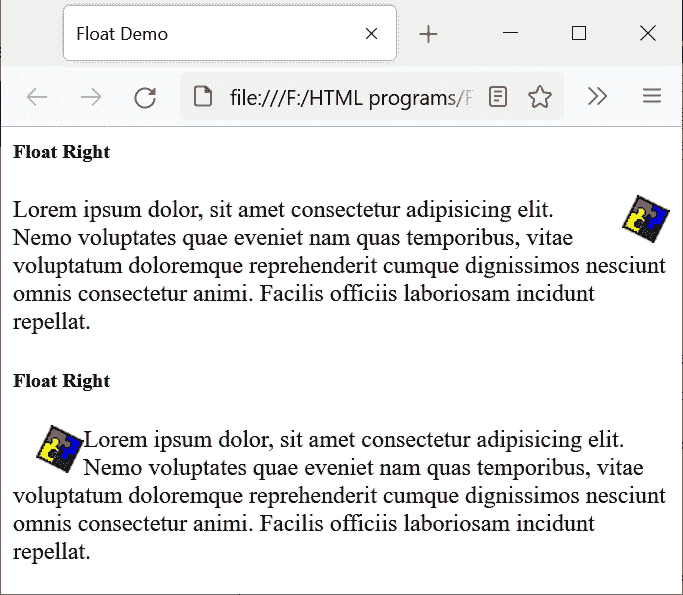 Float Demo
file:///F:/HTML programs/F
Float Right
Lorem ipsum dolor, sit amet consectetur adipisicing elit.
Nemo voluptates quae eveniet nam quas temporibus, vitae
voluptatum doloremque reprehenderit cumque dignissimos nesciunt
omnis consectetur animi. Facilis officiis laboriosam incidunt
repellat.
Float Right
Lorem ipsum dolor, sit amet consectetur adipisicing elit.
Nemo voluptates quae eveniet nam quas temporibus, vitae
voluptatum doloremque reprehenderit cumque dignissimos nesciunt
omnis consectetur animi. Facilis officiis laboriosam incidunt
repellat.